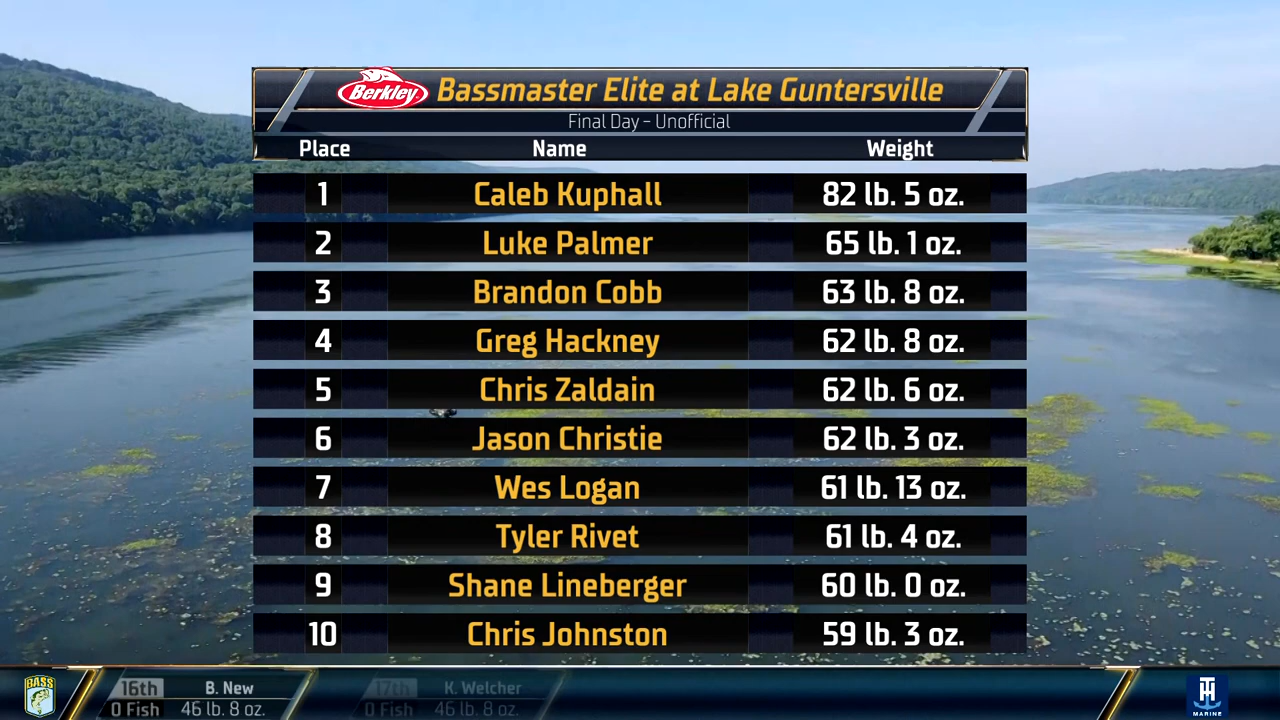 Berkley Bassmaster Elite at Lake Guntersville
Final Day - Unofficial
Place Name Weight
1 Caleb Kuphall 82 lb. 5 oz.
2 Luke Palmer 65 lb. 1 oz.
3 Brandon Cobb 63 lb. 8 oz.
4 Greg Hackney 62 lb. 8 oz.
5 Chris Zaldain 62 lb. 6 oz.
6 Jason Christie 62 lb. 3 oz.
7 Wes Logan 61 lb. 13 oz.
8 Tyler Rivet 61 lb. 4 oz.
9 Shane Lineberger 60 lb. 0 oz.
10 Chris Johnston 59 lb. 3 oz.
BASS
16th B. New
0 Fish 46 lb. 8 oz.
17th K. Welcher
0 Fish 46 lb. 8 oz.
TH
MARINE